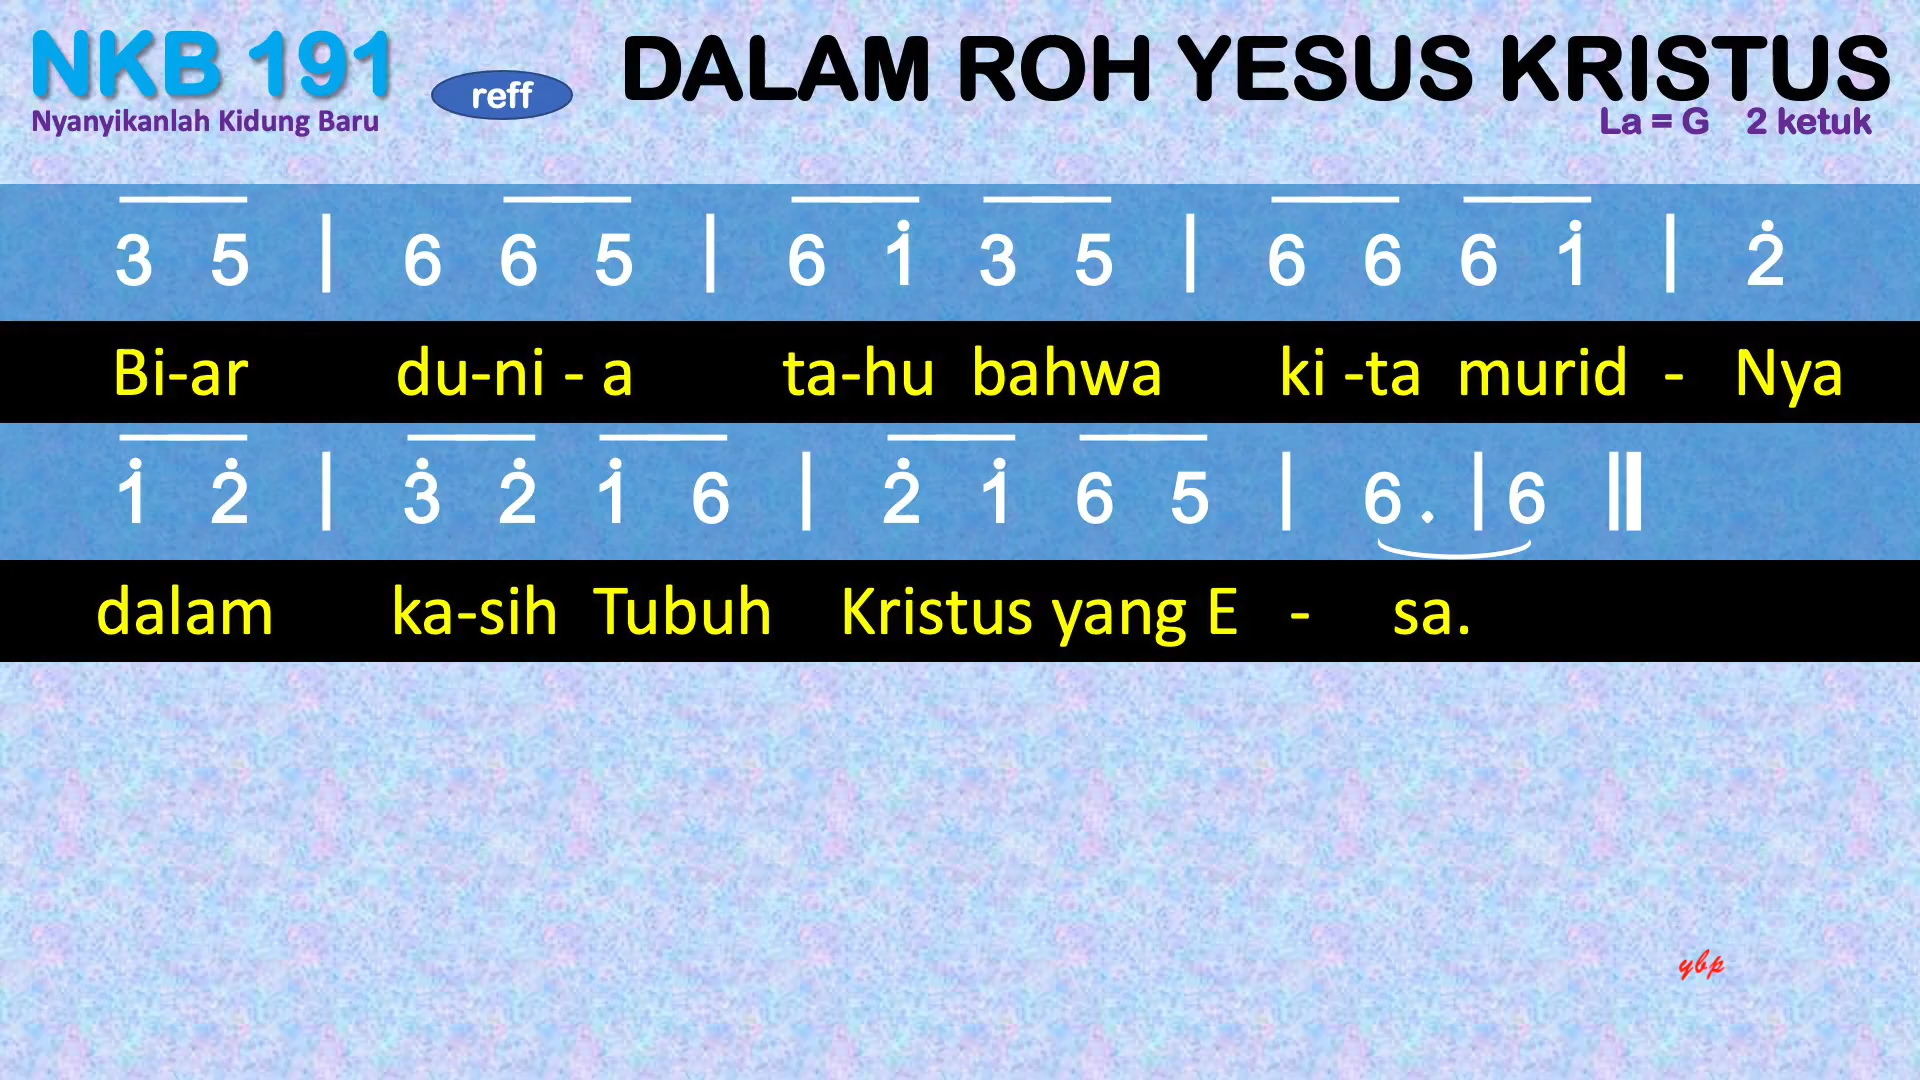 NKB 191
Nyanyikanlah Kidung Baru
reff
DALAM ROH YESUS KRISTUS
La = G 2 ketuk
3 5 | 6 6 5 | 6 1̇ 3 5 | 6 6 6 1̇ | 2̇
Bi-ar du-ni - a ta-hu bahwa ki -ta murid - Nya
1̇ 2̇ | 3̇ 2̇ 1̇ 6 | 2̇ 1̇ 6 5 | 6 . | 6 ||
dalam ka-sih Tubuh Kristus yang E - sa.
ybp